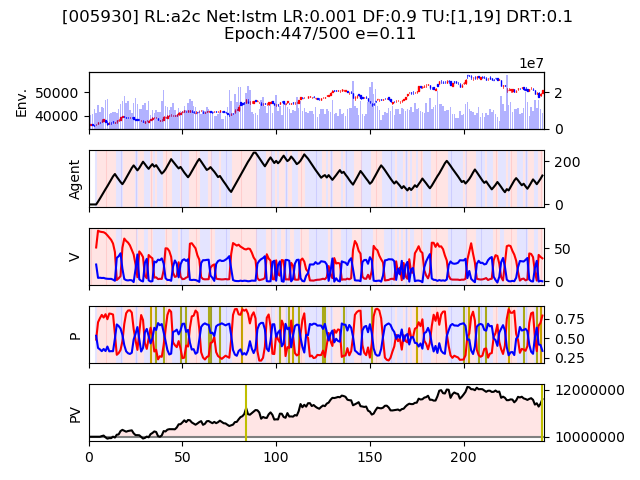 [005930] RL:a2c Net:lstm LR:0.001 DF:0.9 TU:[1,19] DRT:0.1
Epoch:447/500 e=0.11
1e7
Env.
50000
40000
2
0
Agent
200
0
V
50
0
P
0.75
0.50
0.25
PV
12000000
10000000
0 50 100 150 200